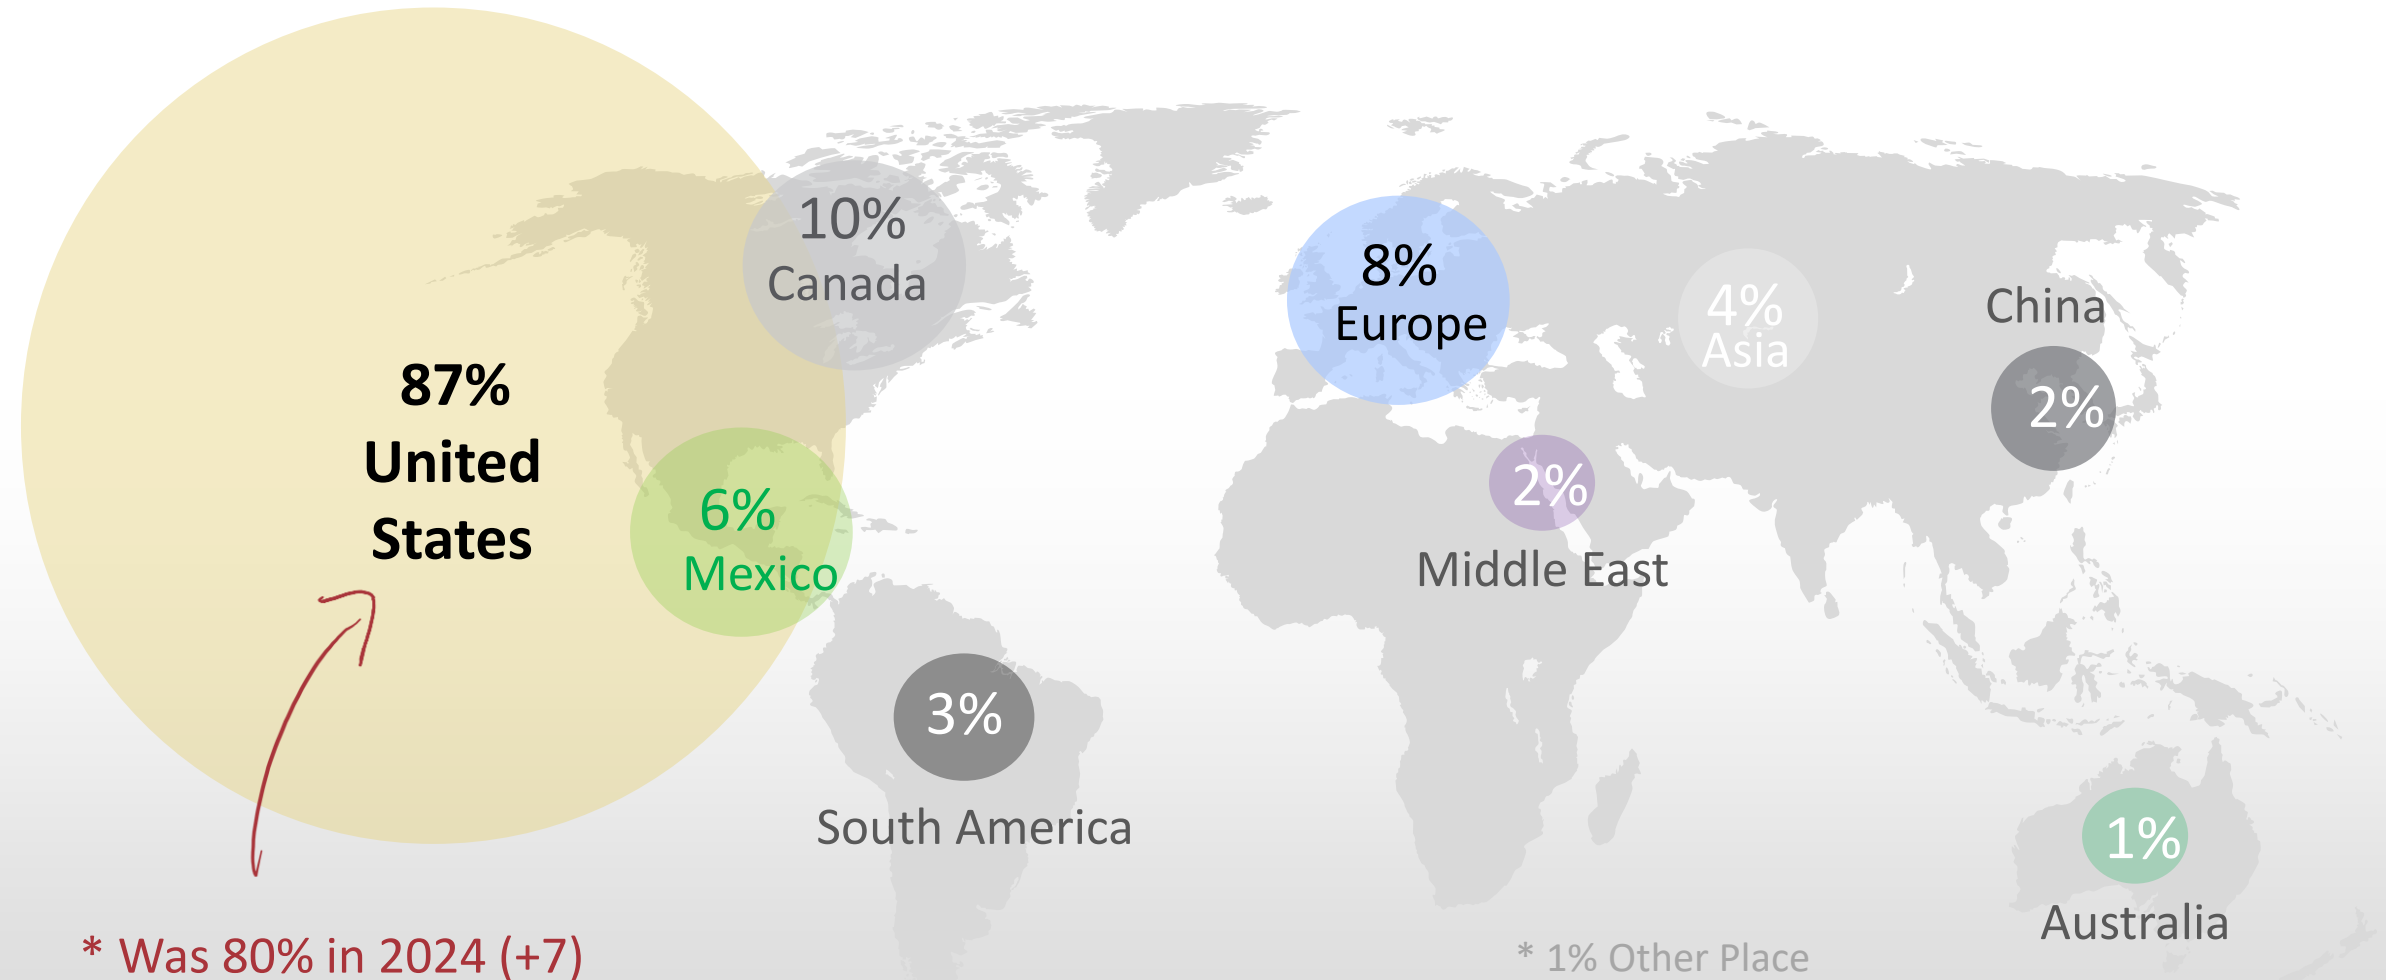 87%
United
States
10%
Canada
6%
Mexico
3%
South America
8%
Europe
2%
Middle East
4%
Asia
China
2%
1%
Australia
* Was 80% in 2024 (+7)
* 1% Other Place